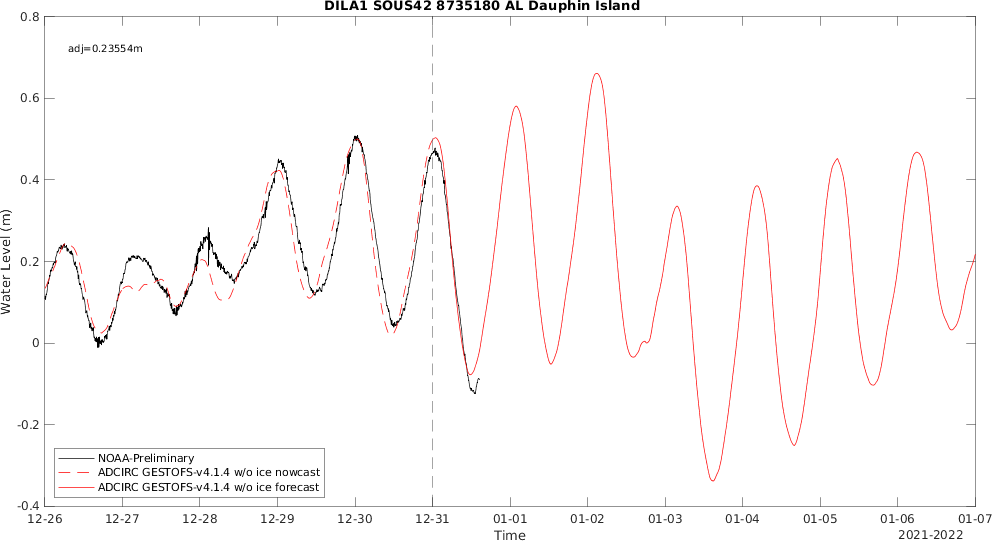 DILA1 SOUS42 8735180 AL Dauphin Island
0.8
adj=0.23554m
0.6
0.4
0.2
0
-0.2
-0.4
Water Level (m)
NOAA-Preliminary
ADCIRC GESTOFS-v4.1.4 w/o ice nowcast
ADCIRC GESTOFS-v4.1.4 w/o ice forecast
12-26 12-27 12-28 12-29 12-30 12-31 01-01 01-02 01-03 01-04 01-05 01-06 01-07
Time
2021-2022